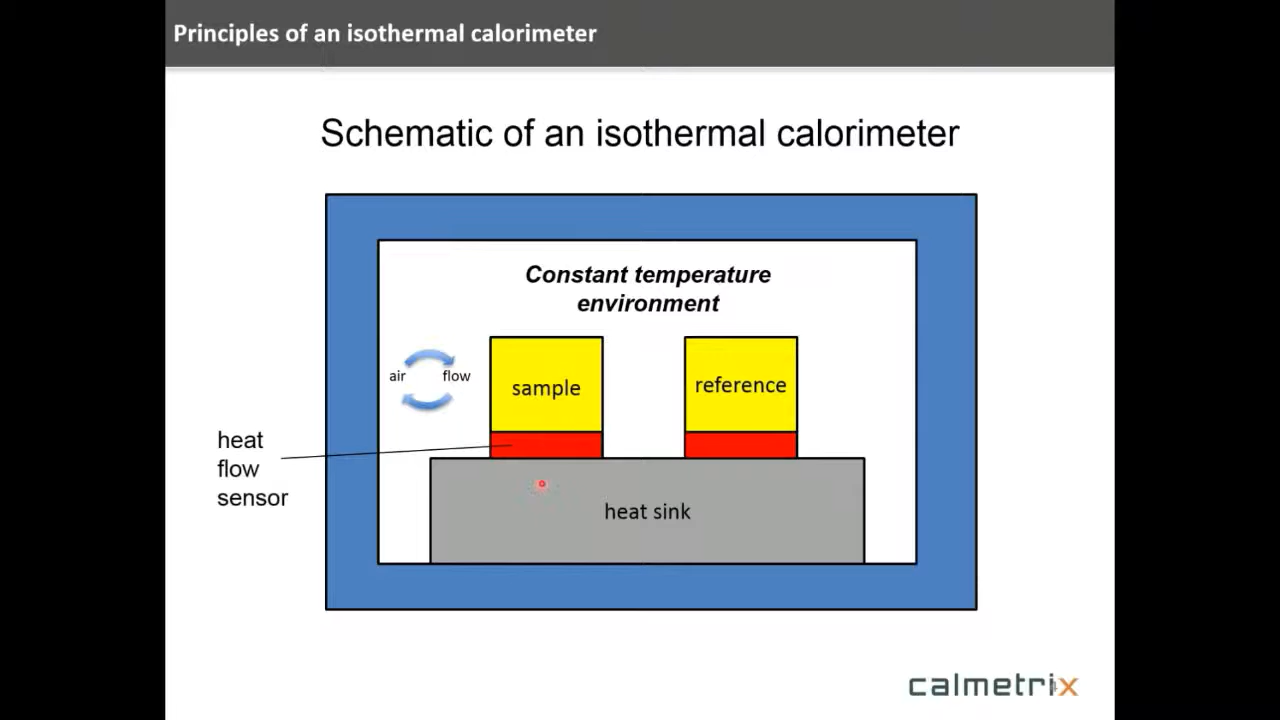 Principles of an isothermal calorimeter
Schematic of an isothermal calorimeter
Constant temperature
environment
air flow
sample
reference
heat
flow
sensor
heat sink
calmetrix